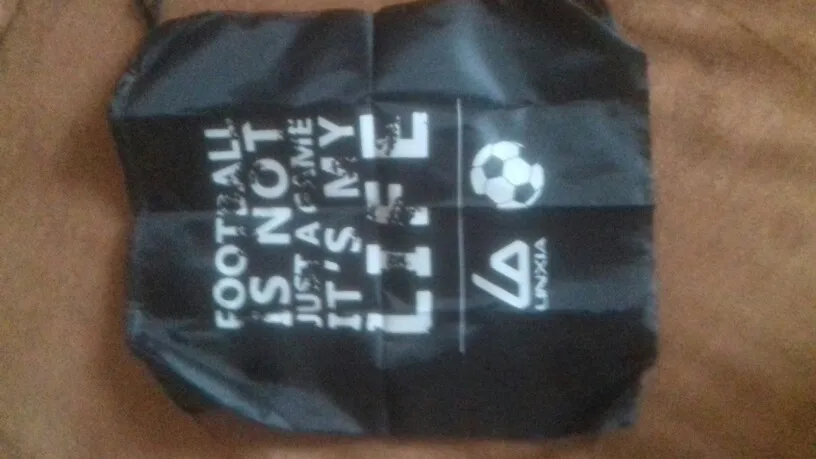 FOOTBALL
IS NOT
JUST A GAME
IT'S MY
LIFE
LINXIA